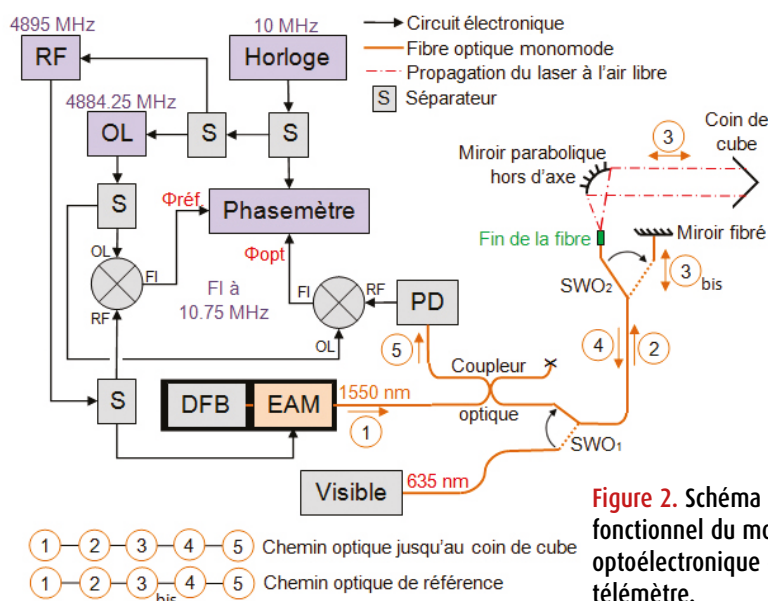 4895 MHz
RF
10 MHz
Horloge
Circuit électronique
Fibre optique monomode
Propagation du laser à l'air libre
S Séparateur
4884.25 MHz
OL
S
S
S
Φréf.
Phasemètre
Φopt
OL
FI
RF
FI à
10.75 MHz
FI
RF
OL
PD
3
Coin de
cube
Miroir parabolique
hors d'axe
Fin de la fibre
Miroir fibré
SWO2
3
bis
4
2
5
Coupleur
x
optique
S
DFB
EAM
1550 nm
1
SWO1
Visible
635 nm
1 2 3 4 5 Chemin optique jusqu'au coin de cube
1 2 3 4 5 Chemin optique de référence
bis
Figure 2. Schéma
fonctionnel du mo
optoélectronique
télémètre.